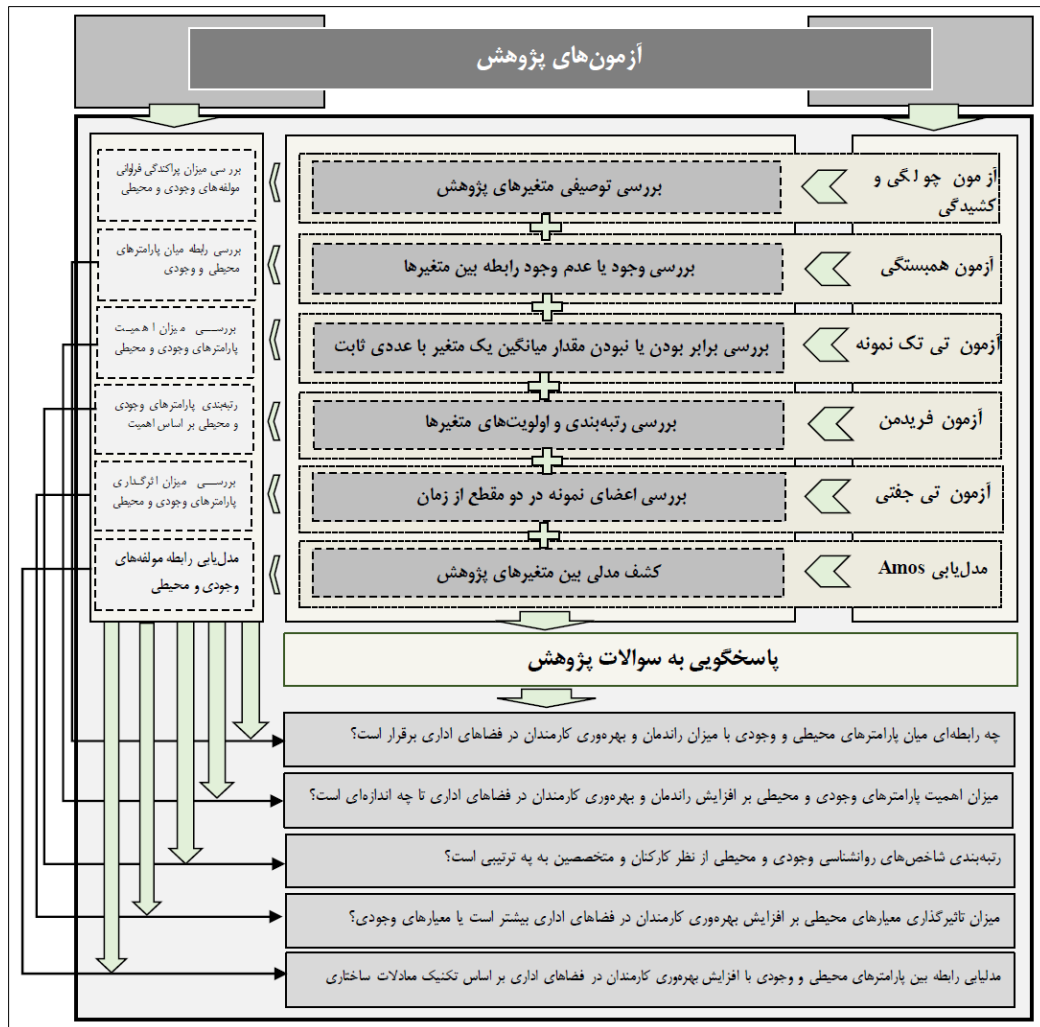 آزمون‌های پژوهش
آزمون چولگی و
کشیدگی
بررسی توصیفی متغیرهای پژوهش
بررسی میزان پراکندگی فراوانی
مولفه‌های وجودی و محیطی
آزمون همبستگی
بررسی وجود یا عدم وجود رابطه بین متغیرها
بررسی رابطه میان پارامترهای
محیطی و وجودی
آزمون تی تک نمونه
بررسی برابر بودن یا نبودن مقدار میانگین یک متغیر با عددی ثابت
بررسی میزان اهمیت
پارامترهای وجودی و محیطی
آزمون فریدمن
بررسی رتبه‌بندی و اولویت‌های متغیرها
رتبه‌بندی پارامترهای وجودی
و محیطی بر اساس اهمیت
آزمون تی جفتی
بررسی اعضای نمونه در دو مقطع از زمان
بررسی میزان اثرگذاری
پارامترهای وجودی و محیطی
مدل‌یابی Amos
کشف مدلی بین متغیرهای پژوهش
مدل‌یابی رابطه مولفه‌های
وجودی و محیطی
پاسخگویی به سوالات پژوهش
چه رابطه‌ای میان پارامترهای محیطی و وجودی با میزان راندمان و بهره‌وری کارمندان در فضاهای اداری برقرار است؟
میزان اهمیت پارامترهای وجودی و محیطی بر افزایش راندمان و بهره‌وری کارمندان در فضاهای اداری تا چه اندازه‌ای است؟
رتبه‌بندی شاخص‌های روانشناسی وجودی و محیطی از نظر کارکنان و متخصصین به په ترتیبی است؟
میزان تاثیرگذاری معیارهای محیطی بر افزایش بهره‌وری کارمندان در فضاهای اداری بیشتر است یا معیارهای وجودی؟
مدلیابی رابطه بین پارامترهای محیطی و وجودی با افزایش بهره‌وری کارمندان در فضاهای اداری بر اساس تکنیک معادلات ساختاری